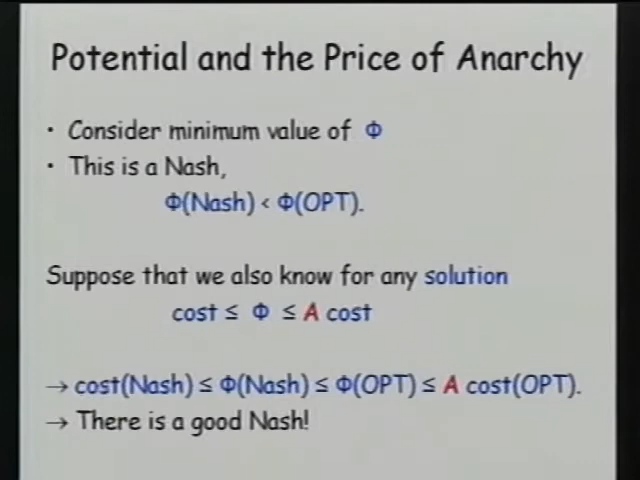 Potential and the Price of Anarchy
• Consider minimum value of Φ
• This is a Nash,
Φ(Nash) < Φ(OPT).
Suppose that we also know for any solution
cost ≤ Φ ≤ A cost
→ cost(Nash) ≤ Φ(Nash) ≤ Φ(OPT) ≤ A cost(OPT).
→ There is a good Nash!